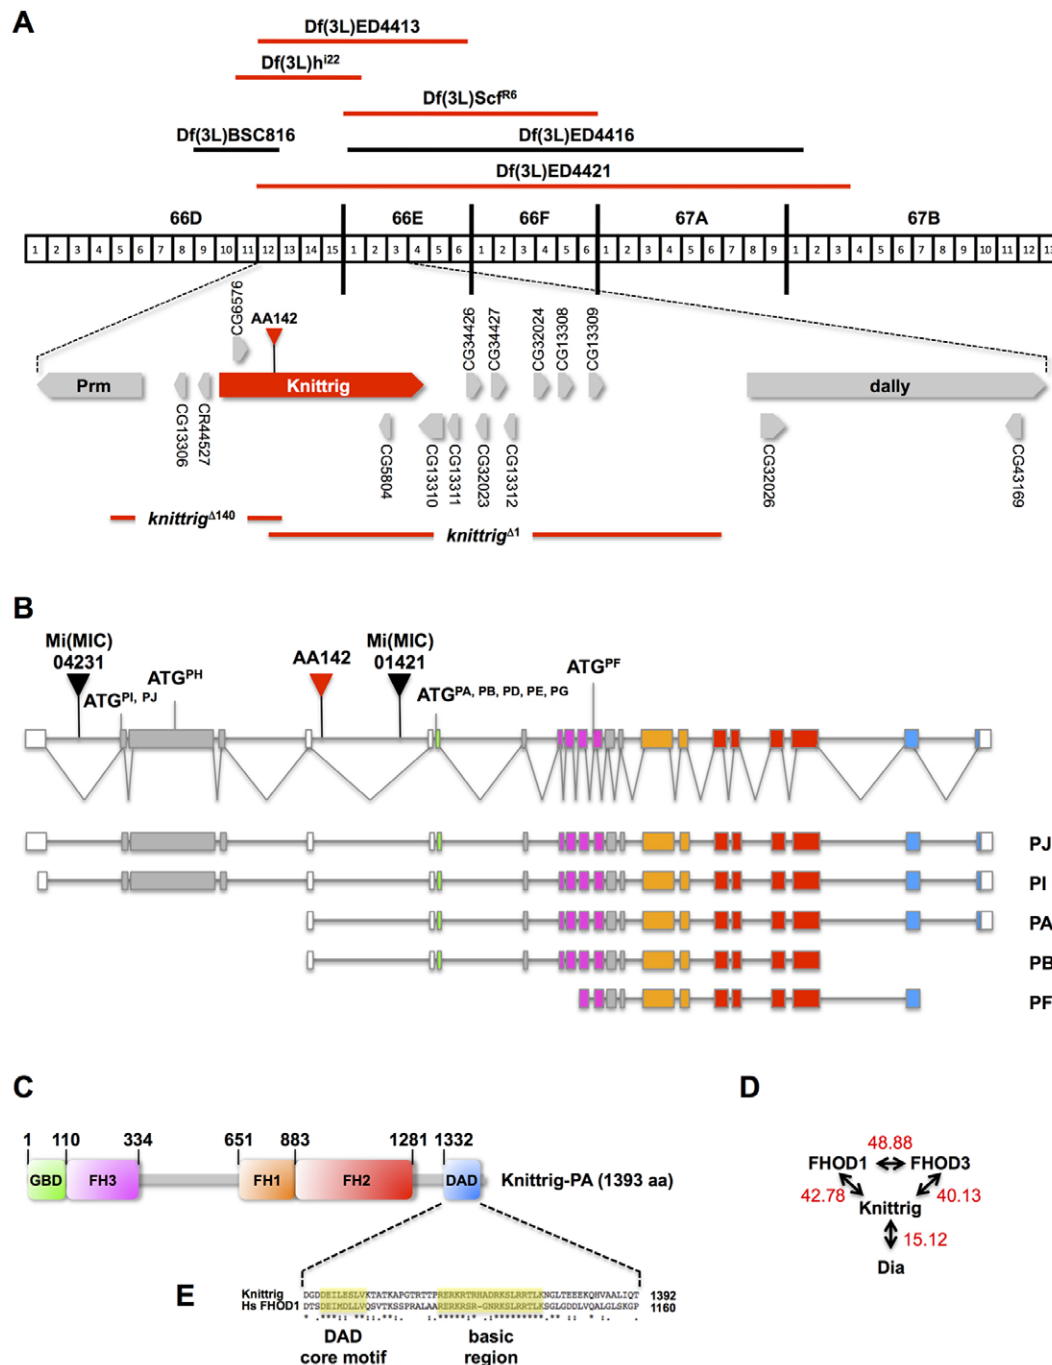 A
Df(3L)ED4413
Df(3L)h^i22
Df(3L)Scf^R6
Df(3L)BSC816
Df(3L)ED4416
Df(3L)ED4421
66D 66E 66F 67A 67B
1 2 3 4 5 6 8 9 10 11 12 13 14 15 1 2 3 4 5 6 1 2 3 4 5 6 1 2 3 4 5 6 7 8 9 1 2 3 4 5 6 7 8 9 10 11 12 13
CG6576
AA142
CG34426
CG34427
CG32024
CG13308
CG13309
Prm
Knittrig
dally
CG13306
CR44527
CG5804
CG13310
CG13311
CG32023
CG13312
CG32026
CG43169
knittrig^Δ140
knittrig^Δ1
B
Mi(MIC) 04231
ATG^PI, PJ
ATG^PH
AA142
Mi(MIC) 01421
ATG^PA, PB, PD, PE, PG
ATG^PF
PJ
PI
PA
PB
PF
C
1 110 334 651 883 1281 1332
GBD FH3 FH1 FH2 DAD
Knittrig-PA (1393 aa)
D
48.88
FHOD1 FHOD3
42.78 40.13
Knittrig
15.12
Dia
E
Knittrig DGDDEILESLVKTATKAPGTRTTPRERKRTRHADRKSLRRTLKNGLTEEEKQHVAALIQT 1392
Hs FHOD1 DTSDEIMDLLVQSVTKSSPRALAARERKRSR-GNRKSLRRTLKSGLGDDLVQALGLSKGP 1160
DAD core motif
basic region